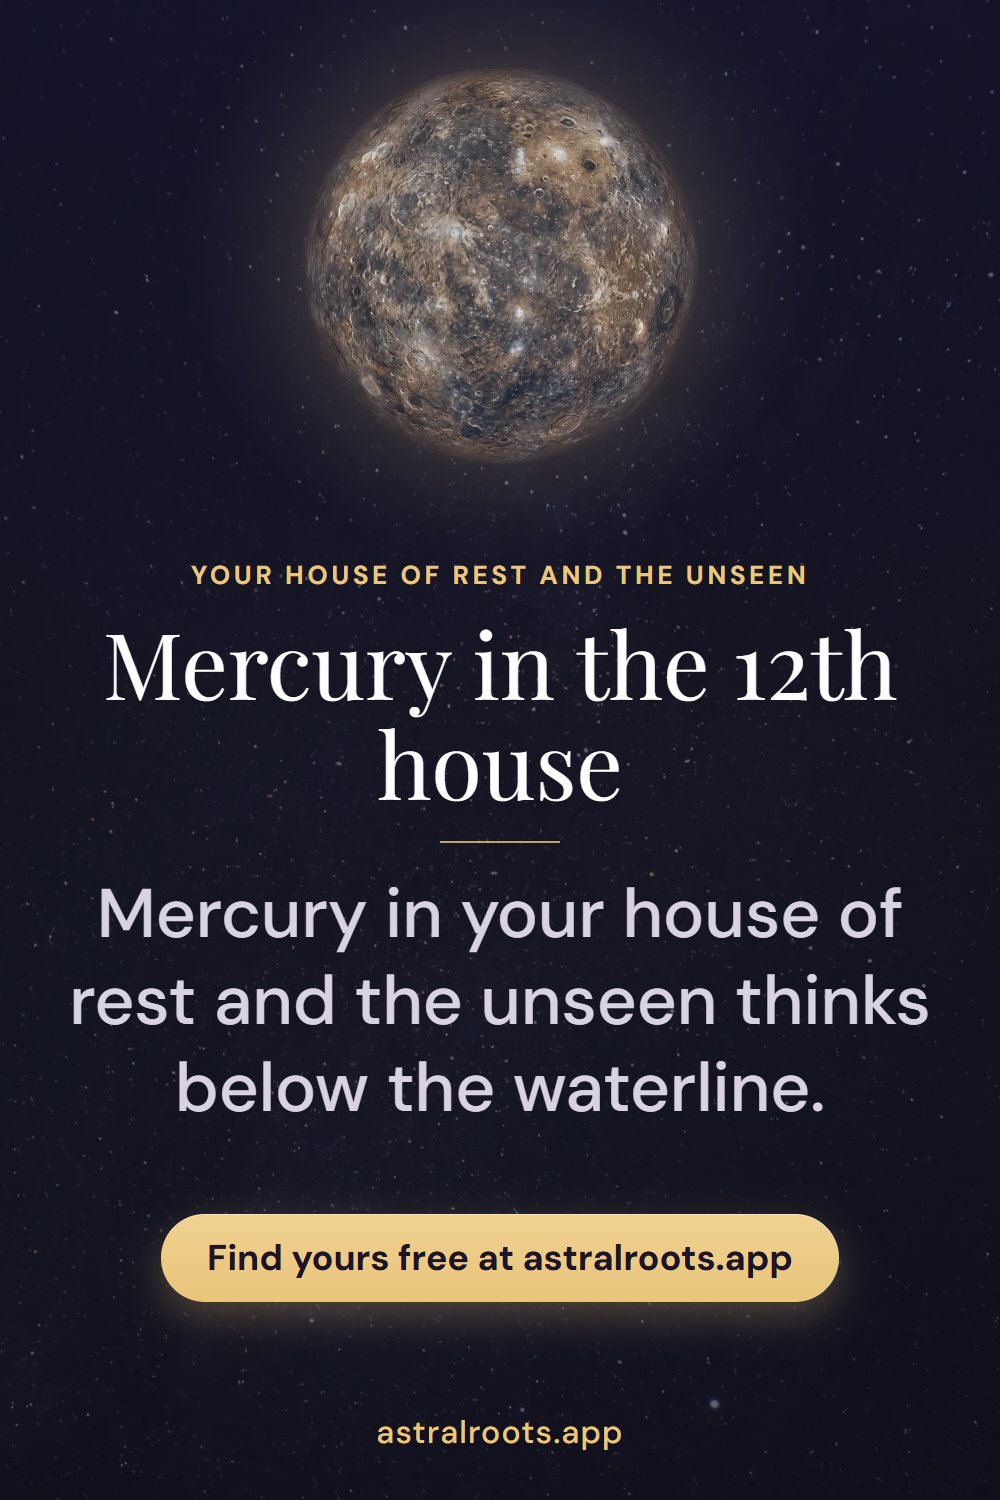 YOUR HOUSE OF REST AND THE UNSEEN
Mercury in the 12th
house
Mercury in your house of
rest and the unseen thinks
below the waterline.
Find yours free at astralroots.app
astralroots.app